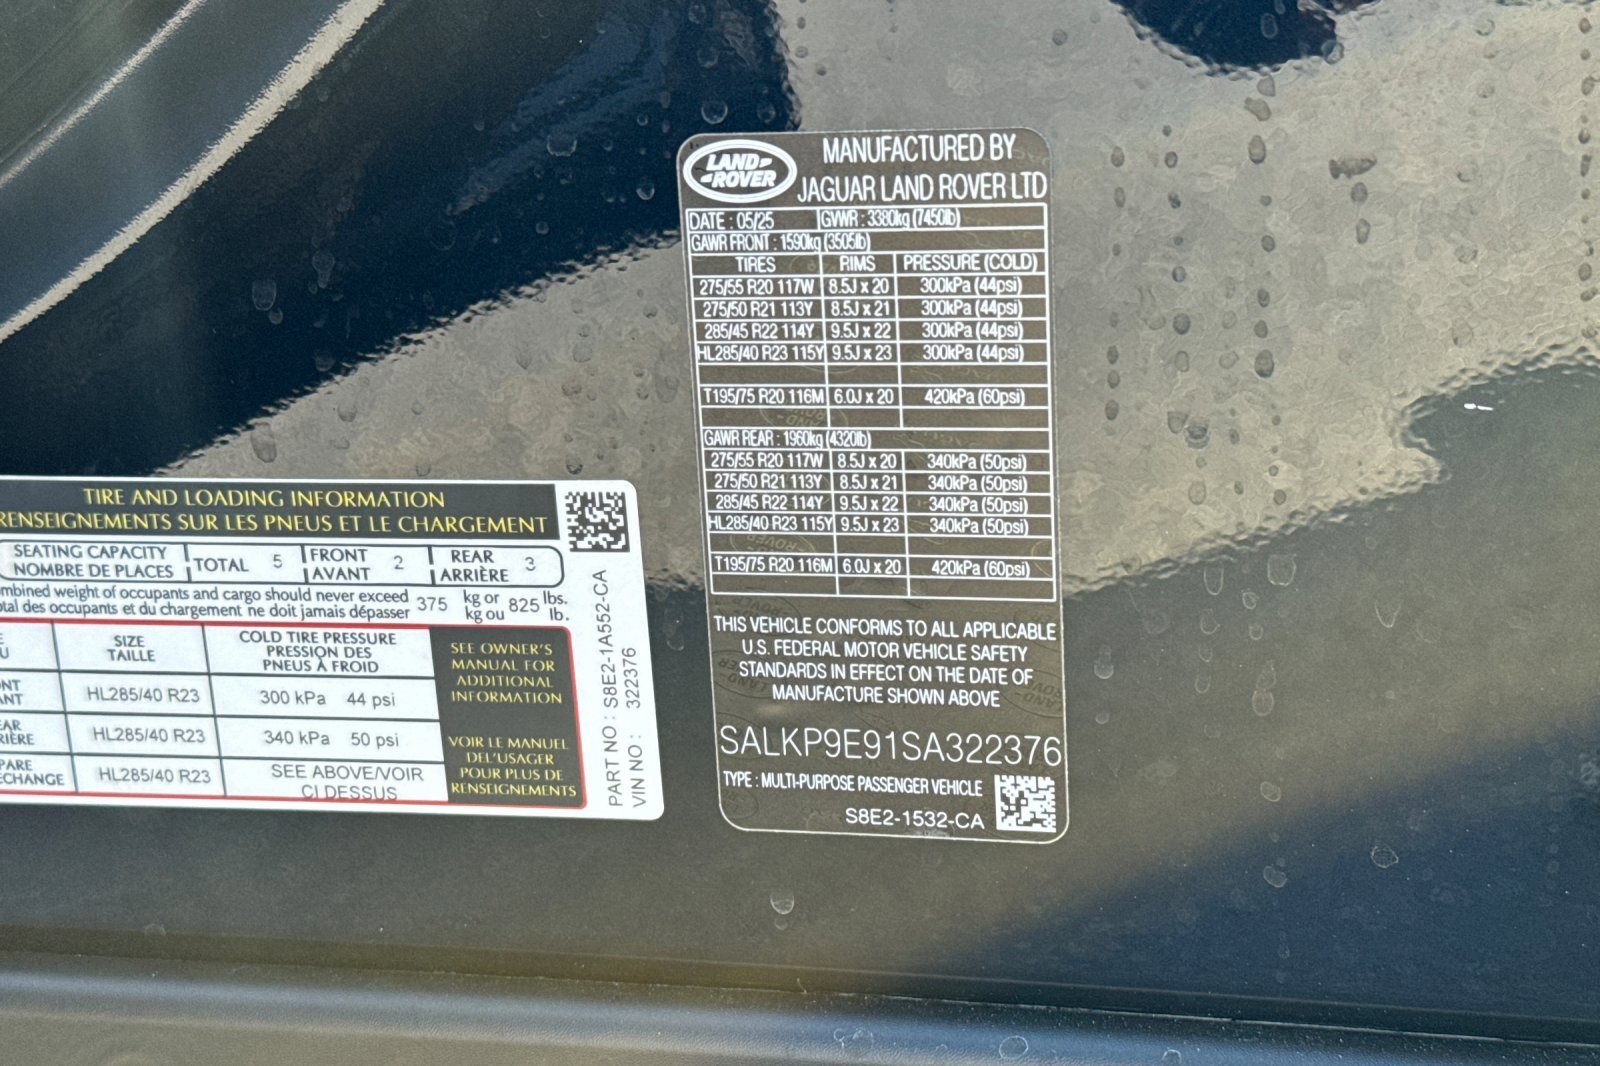 LAND ROVER
MANUFACTURED BY
JAGUAR LAND ROVER LTD
DATE : 05/25 GVWR : 3380kg (7450lb)
GAWR FRONT : 1590kg (3505lb)
TIRES RIMS PRESSURE (COLD)
275/55 R20 117W 8.5J x 20 300kPa (44psi)
275/50 R21 113Y 8.5J x 21 300kPa (44psi)
285/45 R22 114Y 9.5J x 22 300kPa (44psi)
HL285/40 R23 115Y 9.5J x 23 300kPa (44psi)
T195/75 R20 116M 6.0J x 20 420kPa (60psi)
GAWR REAR : 1960kg (4320lb)
275/55 R20 117W 8.5J x 20 340kPa (50psi)
275/50 R21 113Y 8.5J x 21 340kPa (50psi)
285/45 R22 114Y 9.5J x 22 340kPa (50psi)
HL285/40 R23 115Y 9.5J x 23 340kPa (50psi)
T195/75 R20 116M 6.0J x 20 420kPa (60psi)
THIS VEHICLE CONFORMS TO ALL APPLICABLE
U.S. FEDERAL MOTOR VEHICLE SAFETY
STANDARDS IN EFFECT ON THE DATE OF
MANUFACTURE SHOWN ABOVE
SALKP9E91SA322376
TYPE : MULTI-PURPOSE PASSENGER VEHICLE
S8E2-1532-CA
TIRE AND LOADING INFORMATION
RENSEIGNEMENTS SUR LES PNEUS ET LE CHARGEMENT
SEATING CAPACITY
NOMBRE DE PLACES
TOTAL 5
FRONT
AVANT 2
REAR
ARRIÈRE 3
weight of occupants and cargo should never exceed 375 kg or 825 lbs.
des occupants et du chargement ne doit jamais dépasser kg ou lb.
SIZE
TAILLE
COLD TIRE PRESSURE
PRESSION DES
PNEUS À FROID
HL285/40 R23 300 kPa 44 psi
HL285/40 R23 340 kPa 50 psi
HL285/40 R23 SEE ABOVE/VOIR
CI DESSUS
SEE OWNER'S
MANUAL FOR
ADDITIONAL
INFORMATION
VOIR LE MANUEL
DEL'USAGER
POUR PLUS DE
RENSEIGNEMENTS
PART NO : S8E2-1A552-CA
VIN NO : 322376